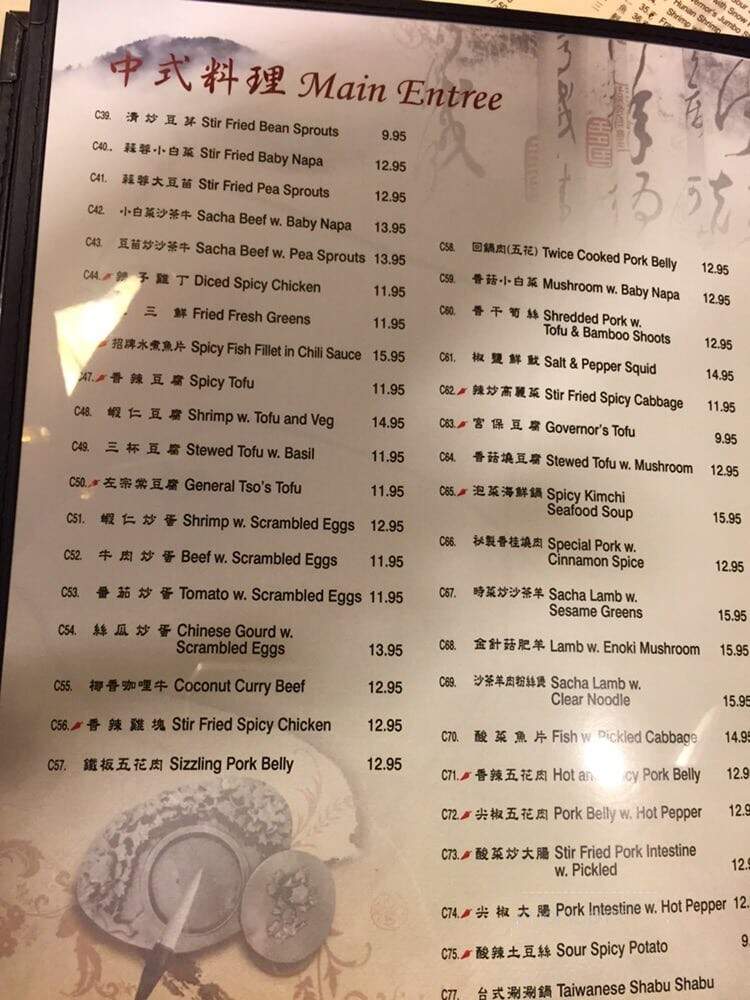 中式料理 Main Entree
C39. 清炒豆芽 Stir Fried Bean Sprouts 9.95
C40. 蒜蓉小白菜 Stir Fried Baby Napa 12.95
C41. 蒜蓉大豆苗 Stir Fried Pea Sprouts 12.95
C42. 小白菜沙茶牛 Sacha Beef w. Baby Napa 13.95
C43. 豆苗炒沙茶牛 Sacha Beef w. Pea Sprouts 13.95
C44. 辣子雞丁 Diced Spicy Chicken 11.95
三鮮 Fried Fresh Greens 11.95
招牌水煮魚片 Spicy Fish Fillet in Chili Sauce 15.95
C47. 香辣豆腐 Spicy Tofu 11.95
C48. 蝦仁豆腐 Shrimp w. Tofu and Veg 14.95
C49. 三杯豆腐 Stewed Tofu w. Basil 11.95
C50. 左宗棠豆腐 General Tso's Tofu 11.95
C51. 蝦仁炒蛋 Shrimp w. Scrambled Eggs 12.95
C52. 牛肉炒蛋 Beef w. Scrambled Eggs 11.95
C53. 番茄炒蛋 Tomato w. Scrambled Eggs 11.95
C54. 絲瓜炒蛋 Chinese Gourd w.
Scrambled Eggs 13.95
C55. 椰香咖哩牛 Coconut Curry Beef 12.95
C56. 香辣雞塊 Stir Fried Spicy Chicken 12.95
C57. 鐵板五花肉 Sizzling Pork Belly 12.95
C58. 回鍋肉(五花) Twice Cooked Pork Belly 12.95
C59. 香菇小白菜 Mushroom w. Baby Napa 12.95
C60. 香干筍絲 Shredded Pork w.
Tofu & Bamboo Shoots 12.95
C61. 椒鹽鮮魷 Salt & Pepper Squid 14.95
C62. 辣炒高麗菜 Stir Fried Spicy Cabbage 11.95
C63. 宮保豆腐 Governor's Tofu 9.95
C64. 香菇燒豆腐 Stewed Tofu w. Mushroom 12.95
C65. 泡菜海鮮鍋 Spicy Kimchi
Seafood Soup 15.95
C66. 祕製香桂燒肉 Special Pork w.
Cinnamon Spice 12.95
C67. 時菜炒沙茶羊 Sacha Lamb w.
Sesame Greens 15.95
C68. 金針菇肥羊 Lamb w. Enoki Mushroom 15.95
C69. 沙茶羊肉粉絲煲 Sacha Lamb w.
Clear Noodle 15.95
C70. 酸菜魚片 Fish w. Pickled Cabbage 14.95
C71. 香辣五花肉 Hot and Spicy Pork Belly 12.9
C72. 尖椒五花肉 Pork Belly w. Hot Pepper 12.9
C73. 酸菜炒大腸 Stir Fried Pork Intestine
w. Pickled 12.
C74. 尖椒大腸 Pork Intestine w. Hot Pepper 12.
C75. 酸辣土豆絲 Sour Spicy Potato 9.
C77. 台式涮涮鍋 Taiwanese Shabu Shabu